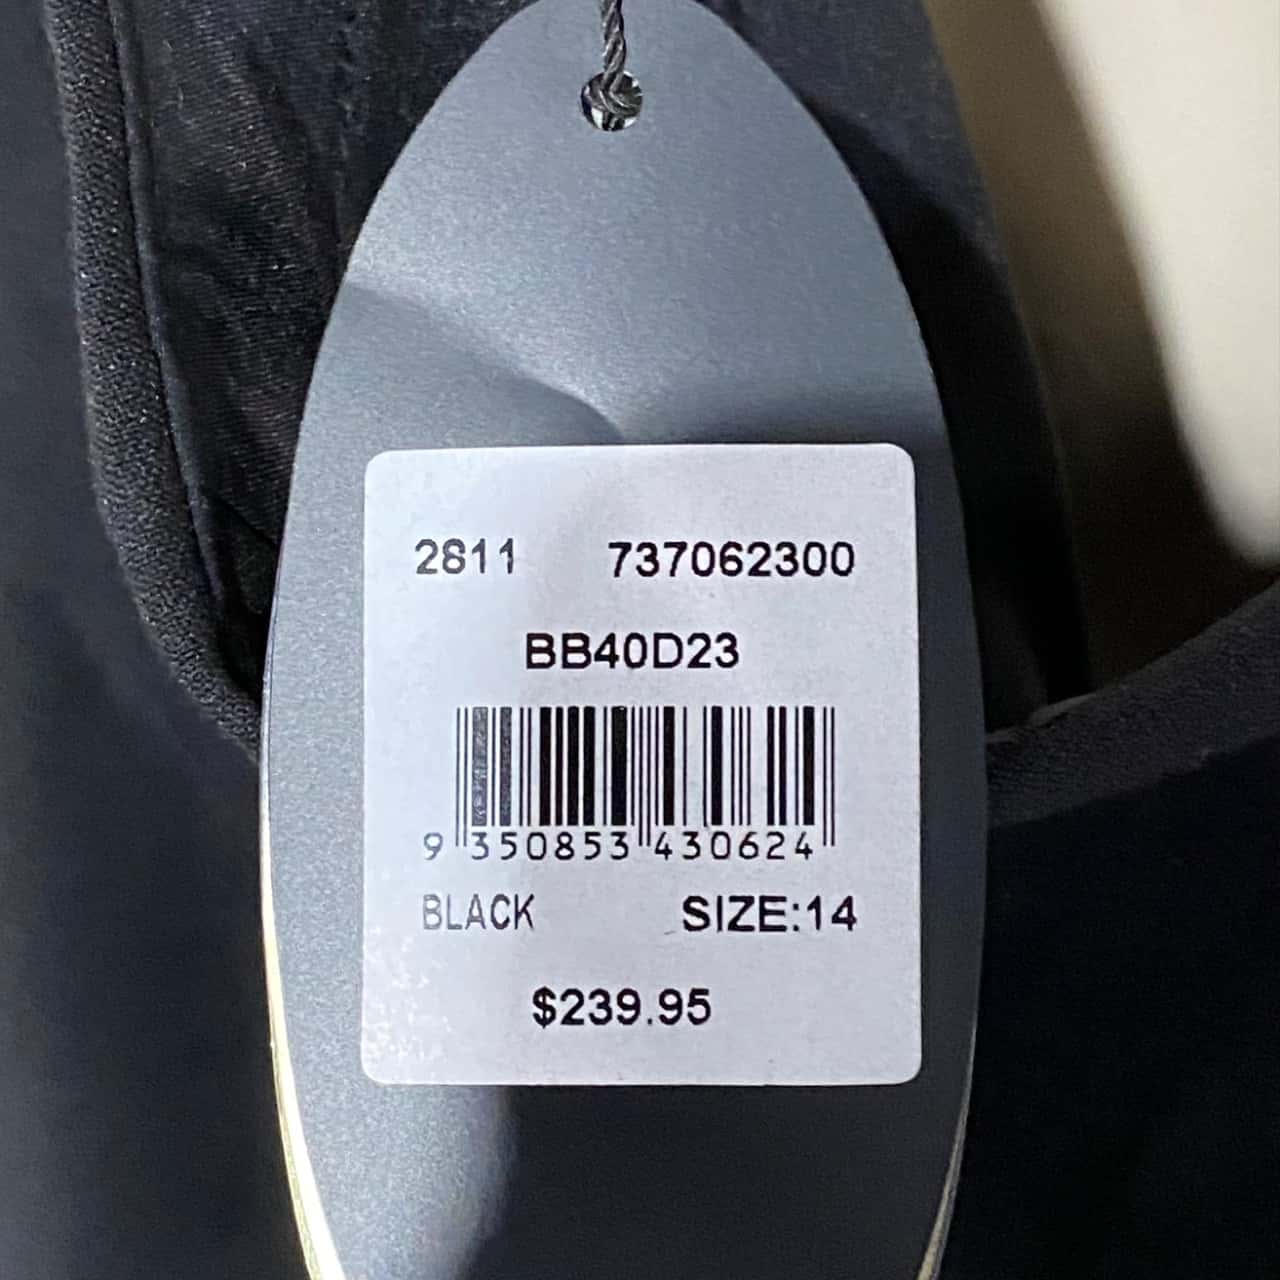 2811 737062300
BB40D23
9 350853 430624
BLACK SIZE:14
$239.95